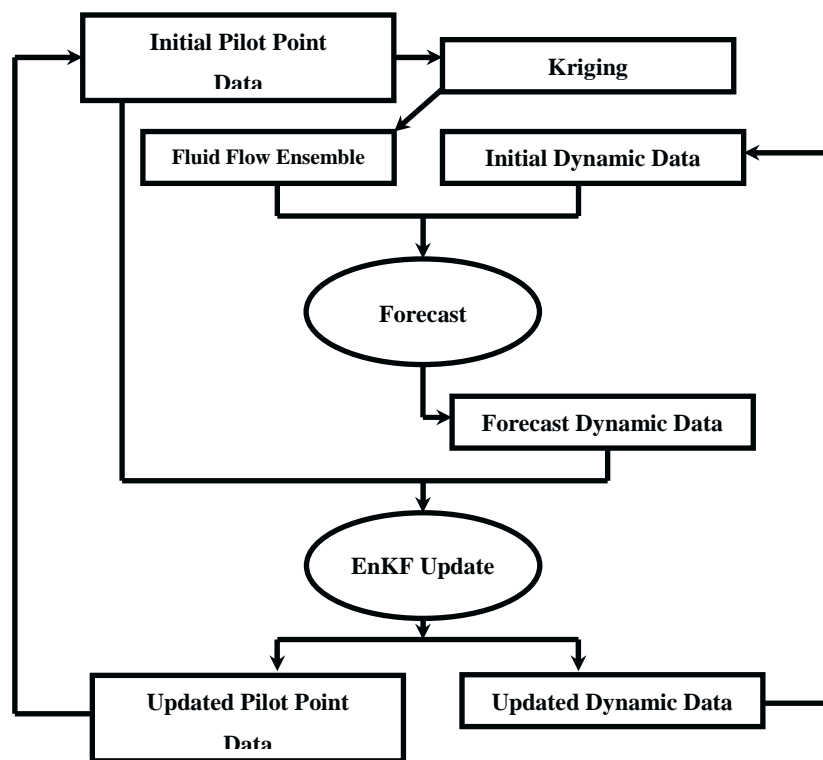 Initial Pilot Point
Data
Kriging
Fluid Flow Ensemble
Initial Dynamic Data
Forecast
Forecast Dynamic Data
EnKF Update
Updated Pilot Point
Data
Updated Dynamic Data